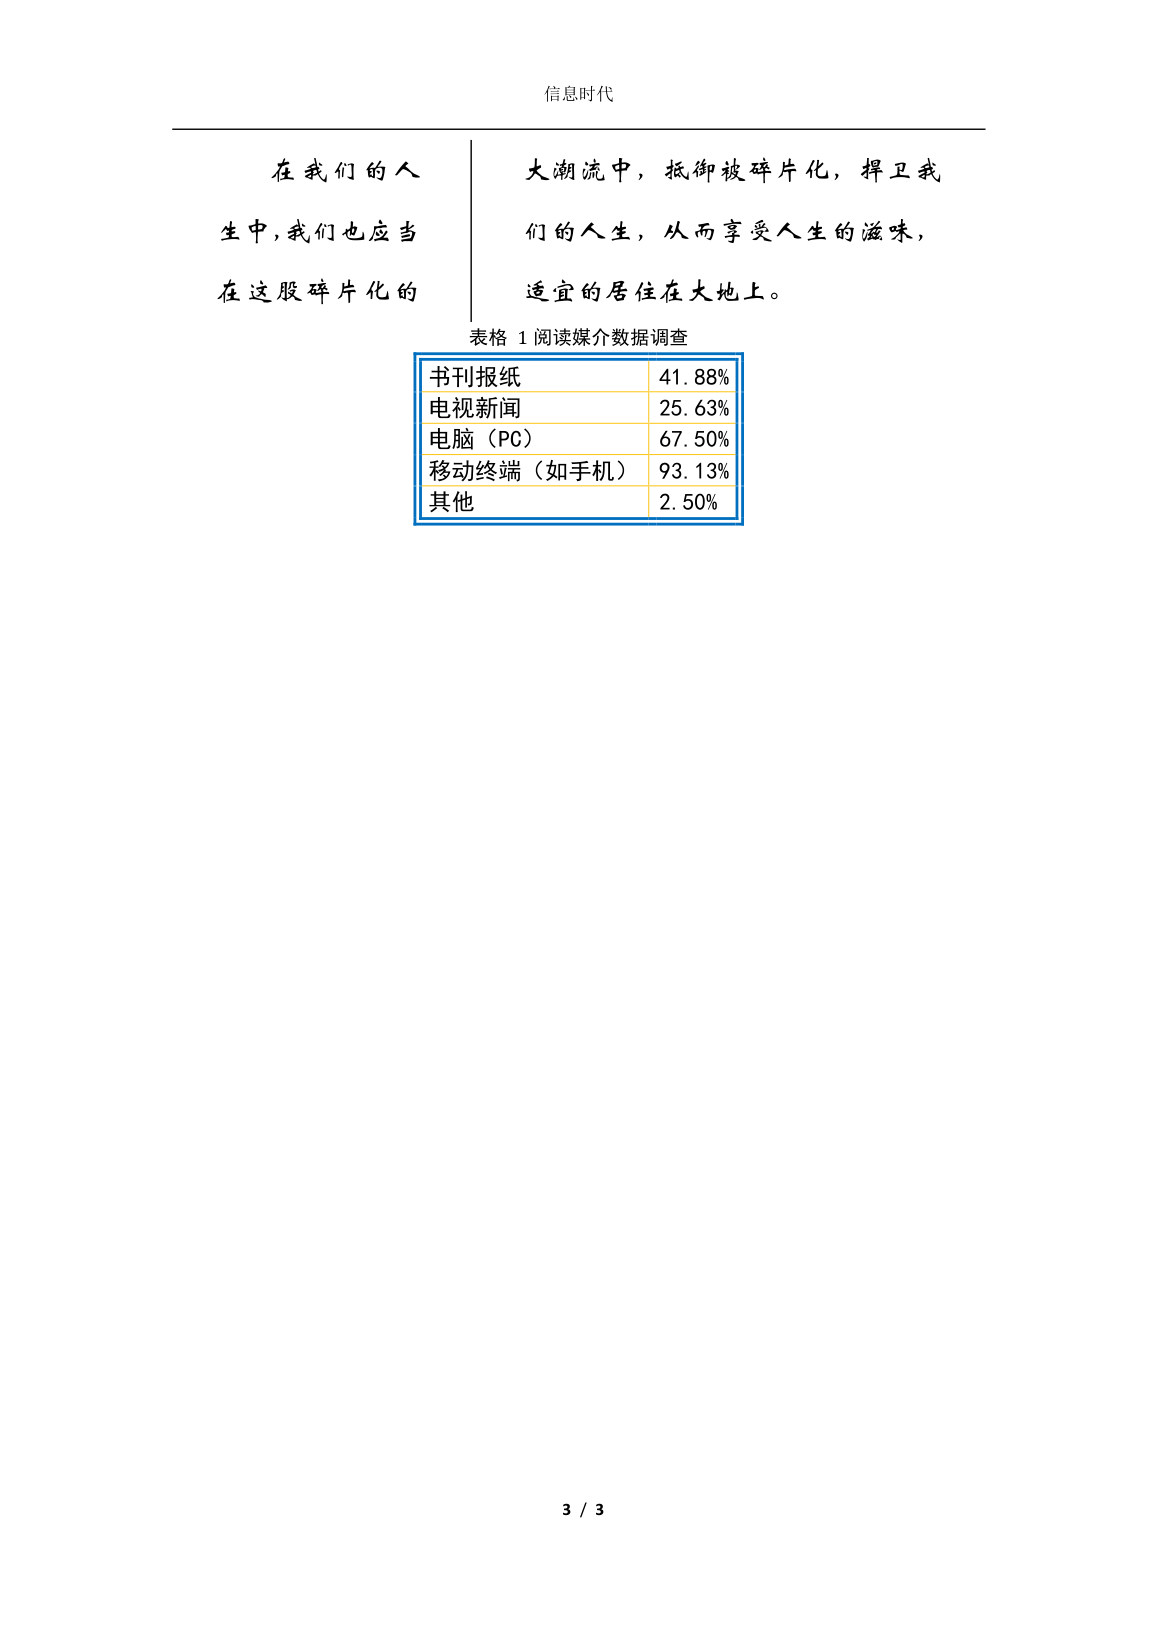 信息时代
在我们的人
生中,我们也应当
在这股碎片化的
大潮流中，抵御被碎片化，捍卫我
们的人生，从而享受人生的滋味，
适宜的居住在大地上。
表格 1 阅读媒介数据调查
书刊报纸 41.88%
电视新闻 25.63%
电脑（PC） 67.50%
移动终端（如手机） 93.13%
其他 2.50%
3 / 3